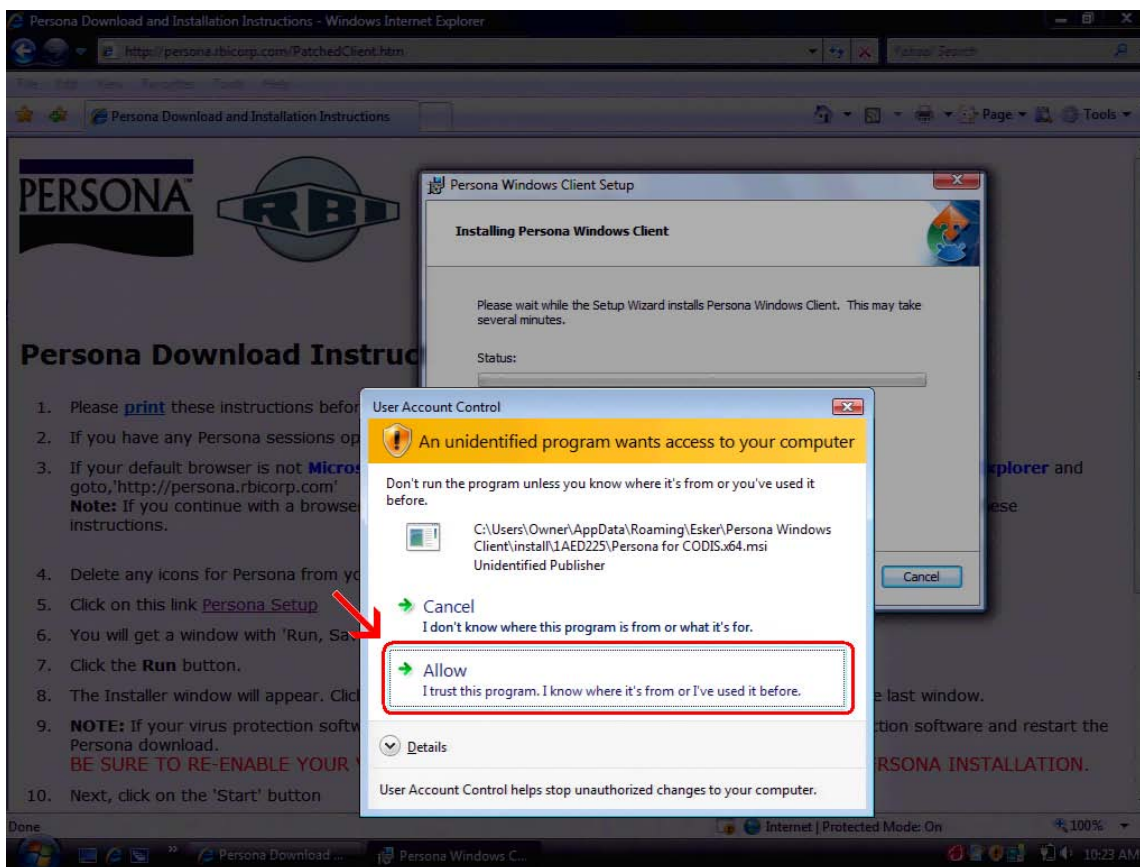 Persona Download and Installation Instructions - Windows Internet Explorer
http://persona.rbicorp.com/PatchedClient.htm
Yahoo! Search
File Edit View Favorites Tools Help
Persona Download and Installation Instructions
Page
Tools
PERSONA™
RBI
Persona Windows Client Setup
Installing Persona Windows Client
Please wait while the Setup Wizard installs Persona Windows Client. This may take
several minutes.
Status:
Cancel
Persona Download Instruc
1. Please print these instructions befor
2. If you have any Persona sessions op
3. If your default browser is not Micros
xplorer and
goto,'http://persona.rbicorp.com'
Note: If you continue with a browse
ese
instructions.
4. Delete any icons for Persona from yo
5. Click on this link Persona Setup
6. You will get a window with 'Run, Sav
7. Click the Run button.
8. The Installer window will appear. Clic
e last window.
9. NOTE: If your virus protection softw
tion software and restart the
Persona download.
BE SURE TO RE-ENABLE YOUR V
RSONA INSTALLATION.
10. Next, click on the 'Start' button
User Account Control
An unidentified program wants access to your computer
Don't run the program unless you know where it's from or you've used it
before.
C:\Users\Owner\AppData\Roaming\Esker\Persona Windows
Client\install\1AED225\Persona for CODIS.x64.msi
Unidentified Publisher
Cancel
I don't know where this program is from or what it's for.
Allow
I trust this program. I know where it's from or I've used it before.
Details
User Account Control helps stop unauthorized changes to your computer.
Done
Internet | Protected Mode: On
100%
Persona Download ...
Persona Windows C...
10:23 AM